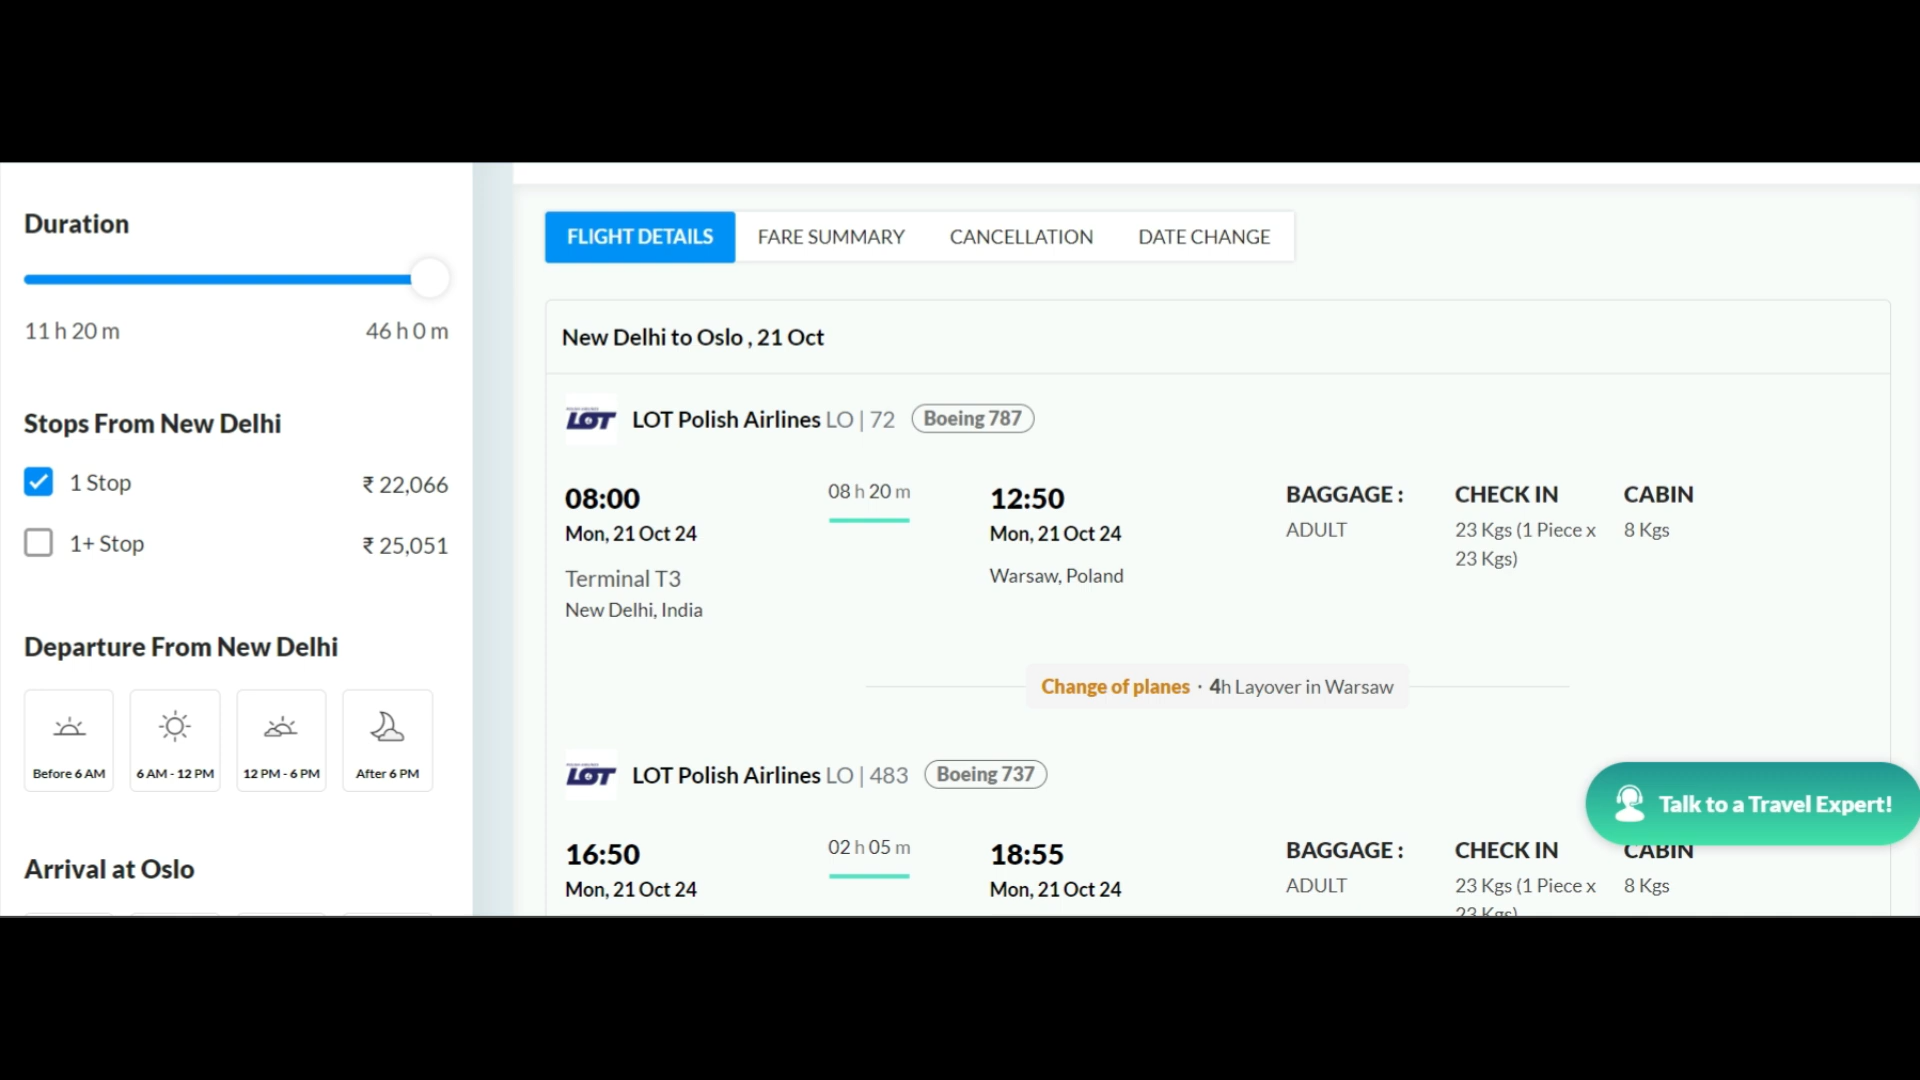 Duration
11 h 20 m 46 h 0 m
Stops From New Delhi
1 Stop ₹ 22,066
1+ Stop ₹ 25,051
Departure From New Delhi
Before 6 AM 6 AM - 12 PM 12 PM - 6 PM After 6 PM
Arrival at Oslo
FLIGHT DETAILS FARE SUMMARY CANCELLATION DATE CHANGE
New Delhi to Oslo , 21 Oct
LOT LOT Polish Airlines LO | 72 Boeing 787
08:00 08 h 20 m 12:50 BAGGAGE : CHECK IN CABIN
Mon, 21 Oct 24 Mon, 21 Oct 24 ADULT 23 Kgs (1 Piece x 8 Kgs
23 Kgs)
Terminal T3 Warsaw, Poland
New Delhi, India
Change of planes · 4h Layover in Warsaw
LOT LOT Polish Airlines LO | 483 Boeing 737
Talk to a Travel Expert!
16:50 02 h 05 m 18:55 BAGGAGE : CHECK IN CABIN
Mon, 21 Oct 24 Mon, 21 Oct 24 ADULT 23 Kgs (1 Piece x 8 Kgs
23 Kgs)